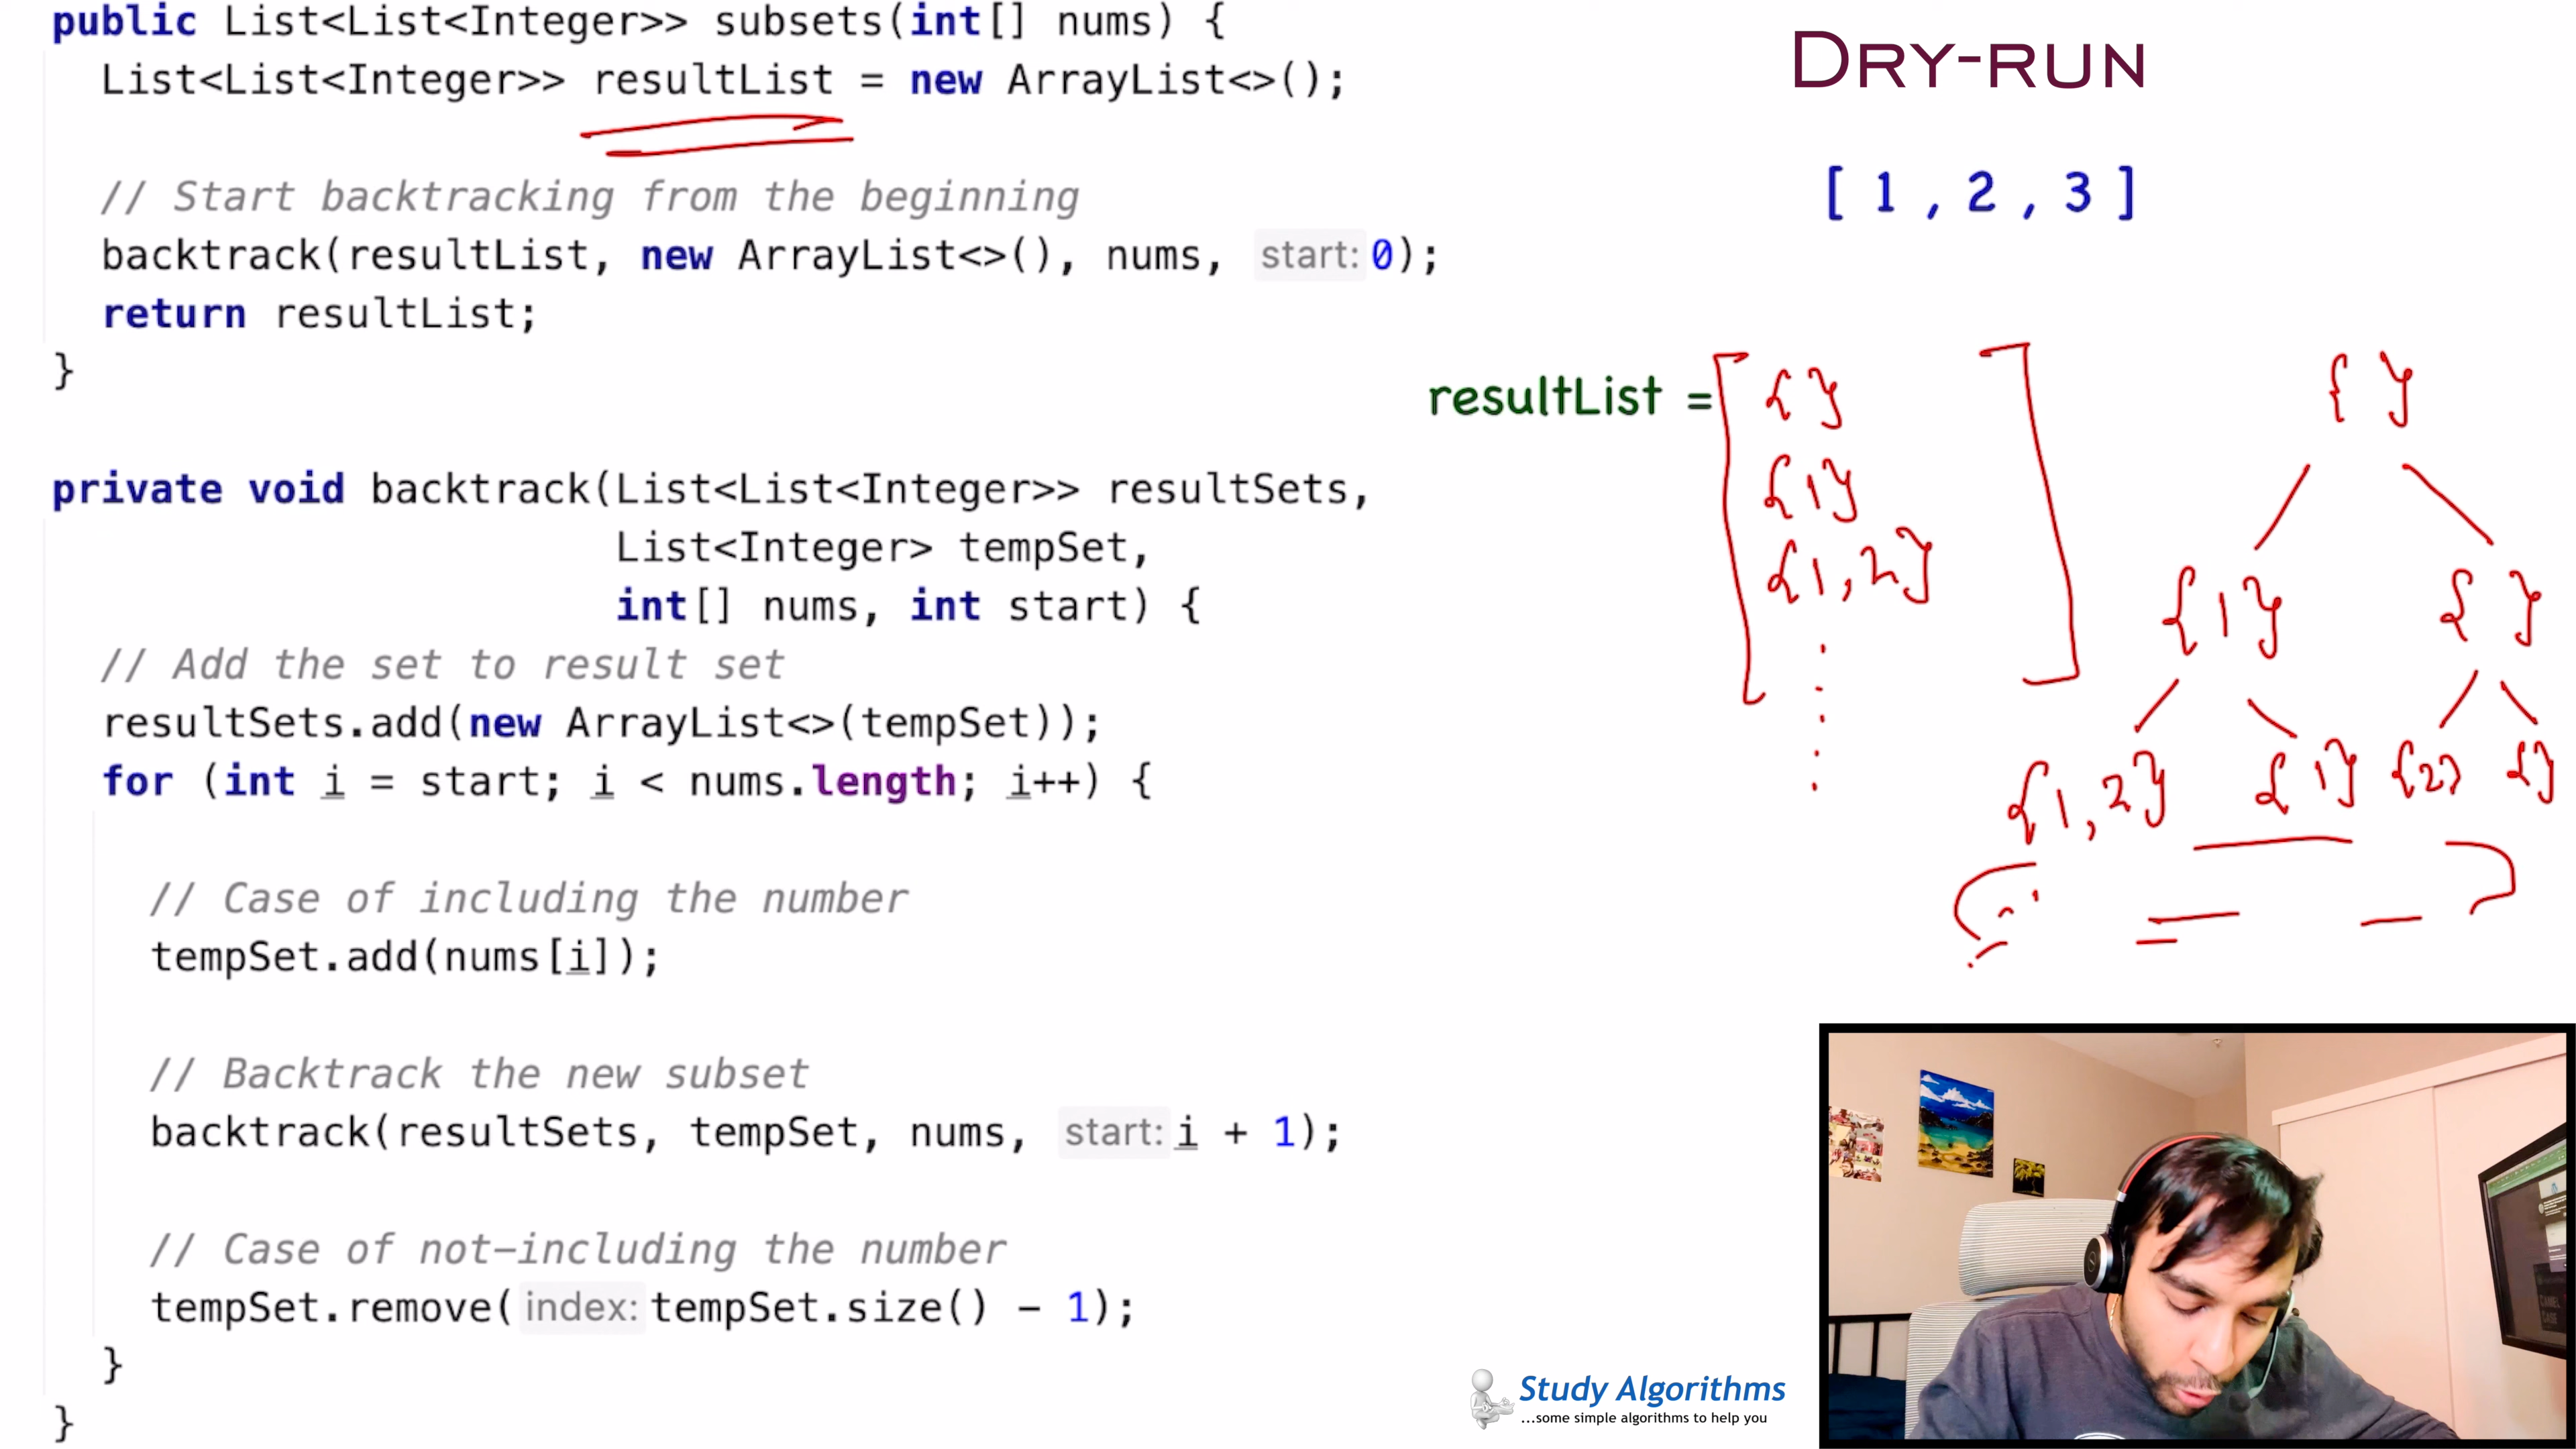 public List<List<Integer>> subsets(int[] nums) {
List<List<Integer>> resultList = new ArrayList<>();
// Start backtracking from the beginning
backtrack(resultList, new ArrayList<>(), nums, start: 0);
return resultList;
}
private void backtrack(List<List<Integer>> resultSets,
List<Integer> tempSet,
int[] nums, int start) {
// Add the set to result set
resultSets.add(new ArrayList<>(tempSet));
for (int i = start; i < nums.length; i++) {
// Case of including the number
tempSet.add(nums[i]);
// Backtrack the new subset
backtrack(resultSets, tempSet, nums, start: i + 1);
// Case of not-including the number
tempSet.remove( index: tempSet.size() - 1);
}
}
DRY-RUN
[ 1 , 2 , 3 ]
resultList = [ { } ]
{1}
{1,2}
{ }
{1} { }
{1,2} {1} {2} {}
Study Algorithms
...some simple algorithms to help you